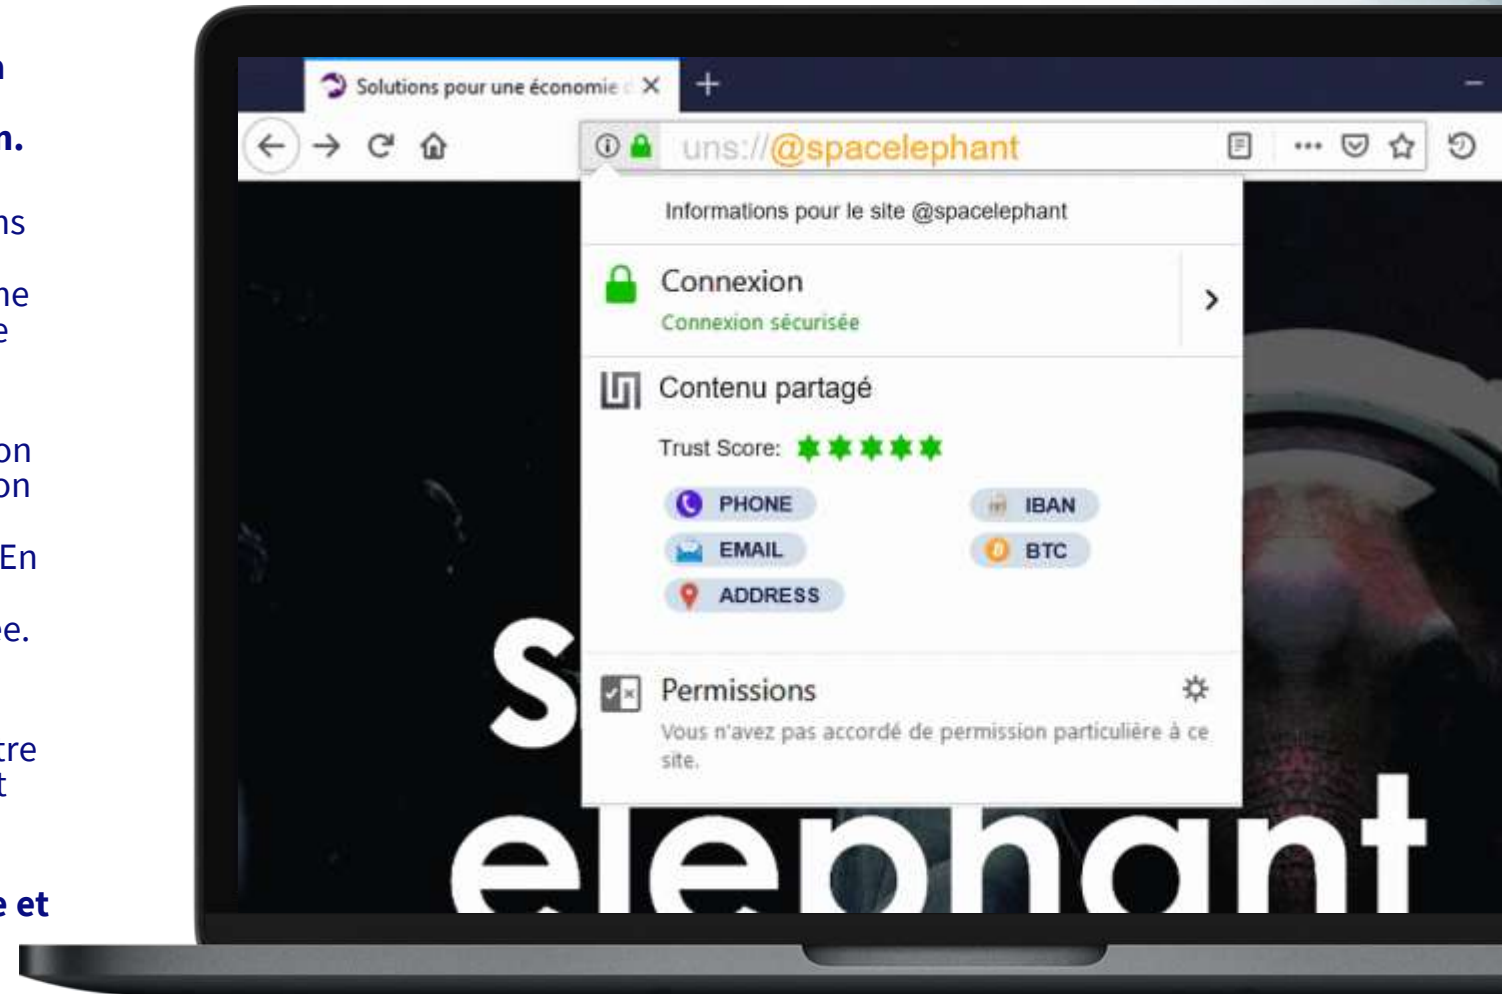 n.
ns
ne
e
on
on
En
ee.
tre
t
e et
Solutions pour une économie d
uns://@spacelephant
Informations pour le site @spacelephant
Connexion
Connexion sécurisée
Contenu partagé
Trust Score:
PHONE
IBAN
EMAIL
BTC
ADDRESS
Permissions
Vous n'avez pas accordé de permission particulière à ce
site.
s
elephant